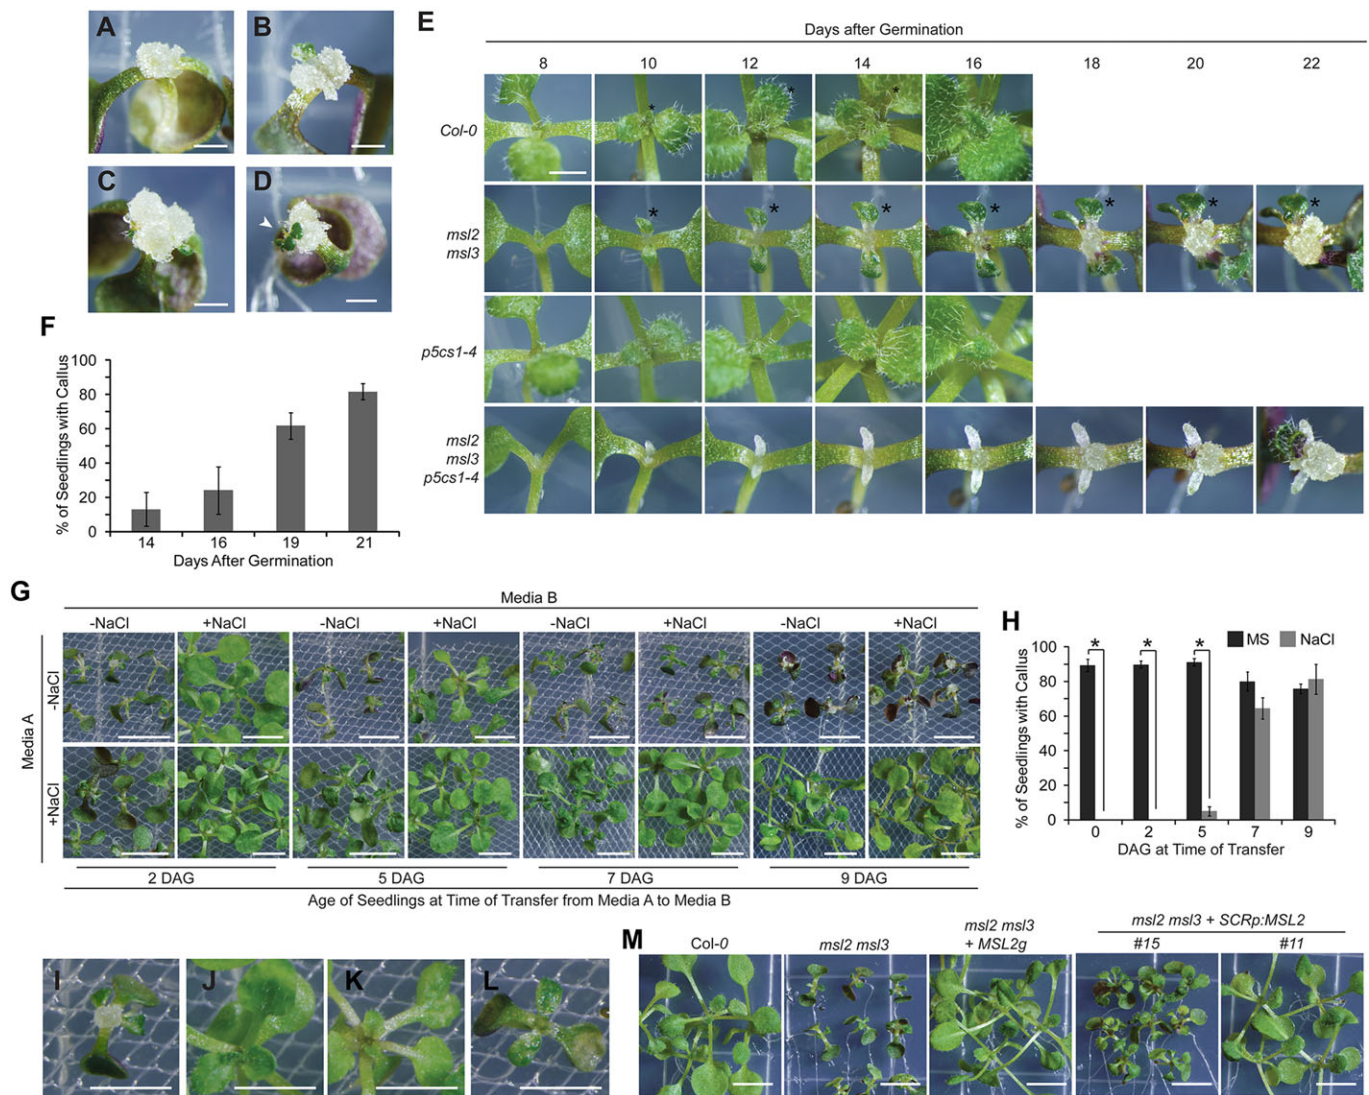 A
B
C
D
E
Days after Germination
8 10 12 14 16 18 20 22
Col-0
* * *
msl2
msl3
* * * * * * *
p5cs1-4
msl2
msl3
p5cs1-4
F
% of Seedlings with Callus
100
80
60
40
20
0
14 16 19 21
Days After Germination
G
Media B
-NaCl +NaCl -NaCl +NaCl -NaCl +NaCl -NaCl +NaCl
Media A
-NaCl
+NaCl
2 DAG 5 DAG 7 DAG 9 DAG
Age of Seedlings at Time of Transfer from Media A to Media B
H
MS NaCl
% of Seedlings with Callus
100
80
60
40
20
0
* * *
0 2 5 7 9
DAG at Time of Transfer
I J K L
M
Col-0
msl2 msl3
msl2 msl3
+ MSL2g
msl2 msl3 + SCRp:MSL2
#15 #11